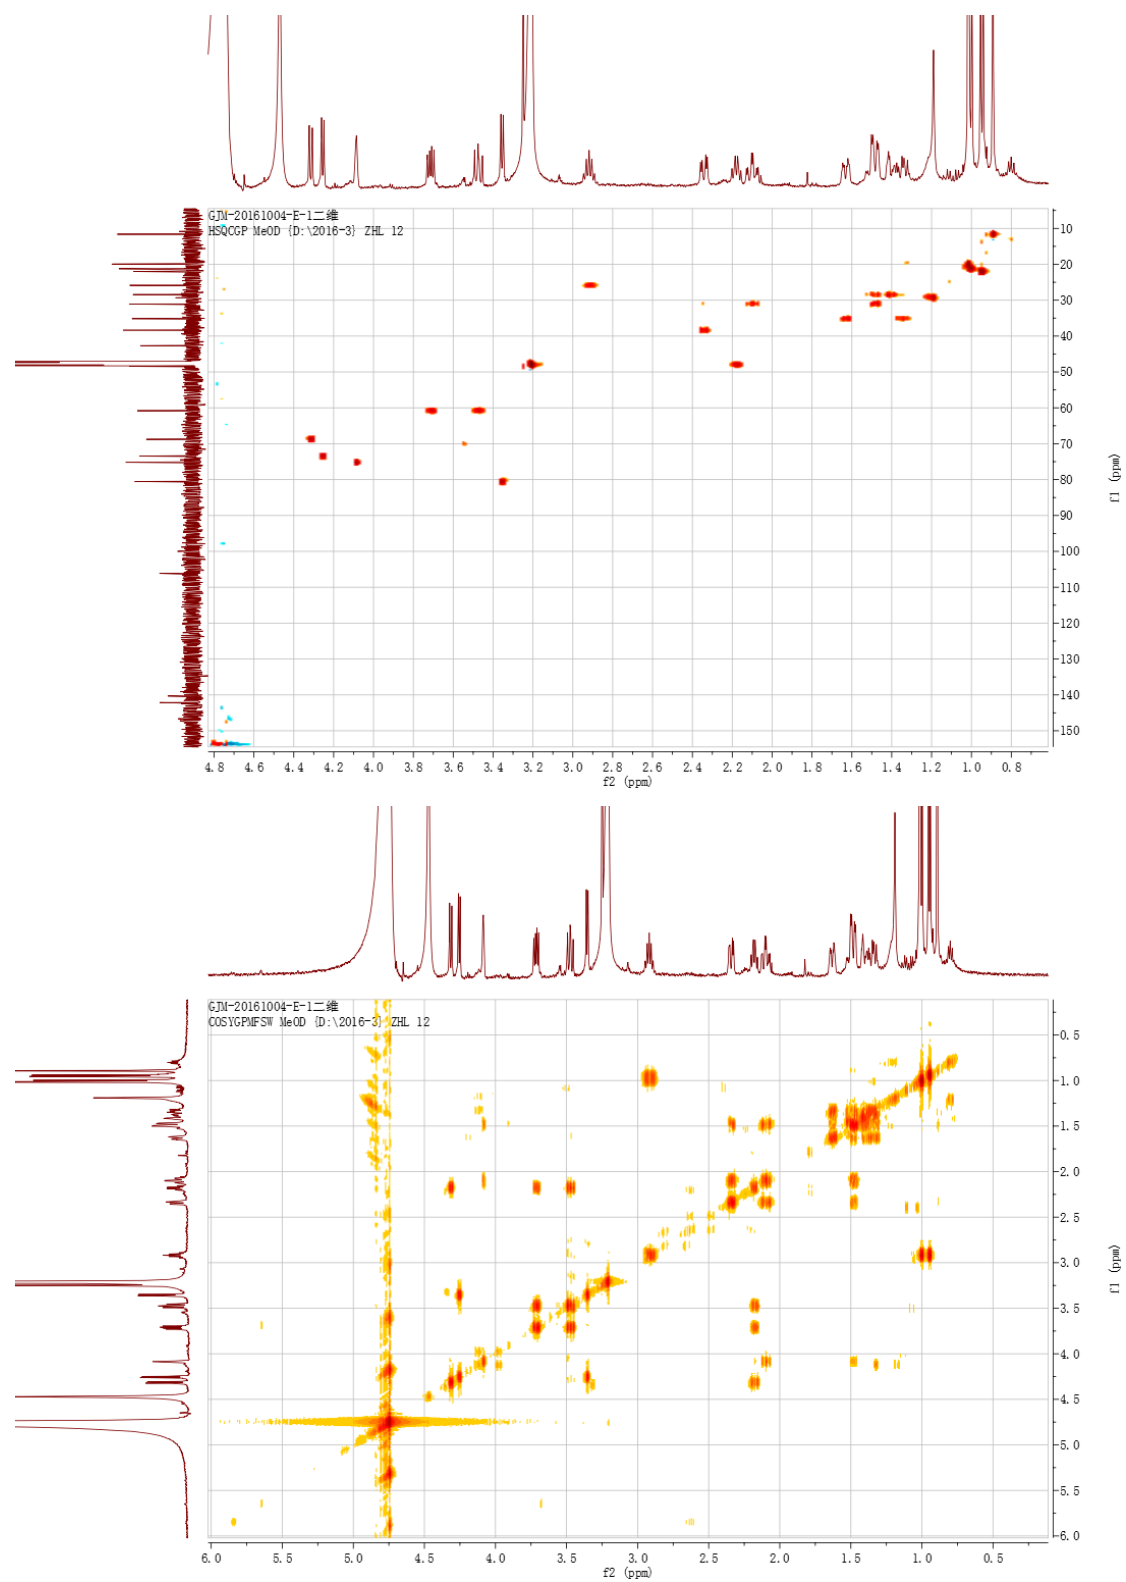 GJM-20161004-E-1二维
HSQCGP MeOD {D:\2016-3} ZHL 12
10
20
30
40
50
60
70
80
90
100
110
120
130
140
150
f1 (ppm)
4.8 4.6 4.4 4.2 4.0 3.8 3.6 3.4 3.2 3.0 2.8 2.6 2.4 2.2 2.0 1.8 1.6 1.4 1.2 1.0 0.8
f2 (ppm)
GJM-20161004-E-1二维
COSYGPMFSW MeOD {D:\2016-3} ZHL 12
0.5
1.0
1.5
2.0
2.5
3.0
3.5
4.0
4.5
5.0
5.5
6.0
f1 (ppm)
6.0 5.5 5.0 4.5 4.0 3.5 3.0 2.5 2.0 1.5 1.0 0.5
f2 (ppm)